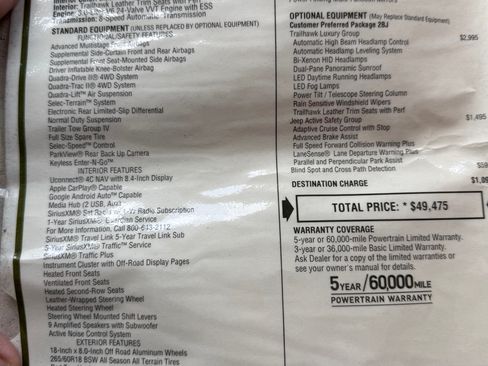 Interior: Trailhawk Leather Trim Seats with Perf
Engine: 3.6L V6 24-Valve VVT Engine with ESS
Transmission: 8-Speed Automatic Transmission
STANDARD EQUIPMENT (UNLESS REPLACED BY OPTIONAL EQUIPMENT)
FUNCTIONAL/SAFETY FEATURES
Advanced Multistage Front Airbags
Supplemental Side-Curtain Front and Rear Airbags
Supplemental Front Seat-Mounted Side Airbags
Driver Inflatable Knee-Bolster Airbag
Quadra-Drive II® 4WD System
Quadra-Trac II® 4WD System
Quadra-Lift™ Air Suspension
Selec-Terrain™ System
Electronic Rear Limited-Slip Differential
Normal Duty Suspension
Trailer Tow Group IV
Full Size Spare Tire
Selec-Speed™ Control
ParkView® Rear Back Up Camera
Keyless Enter-N-Go™
INTERIOR FEATURES
Uconnect® 4C NAV with 8.4-Inch Display
Apple CarPlay® Capable
Google Android Auto™ Capable
Media Hub (2 USB, Aux)
SiriusXM® Sat Radio w/1-Yr Radio Subscription
1-Year SiriusXM® Guardian Service
For More Information, Call 800-643-2112
SiriusXM® Travel Link 5-Year Travel Link Sub
5-Year SiriusXM® Traffic™ Service
SiriusXM® Traffic Plus
Instrument Cluster with Off-Road Display Pages
Heated Front Seats
Ventilated Front Seats
Heated Second-Row Seats
Leather-Wrapped Steering Wheel
Heated Steering Wheel
Steering Wheel Mounted Shift Levers
9 Amplified Speakers with Subwoofer
Active Noise Control System
EXTERIOR FEATURES
18-Inch x 8.0-Inch Off Road Aluminum Wheels
265/60R18 BSW All Season All Terrain Tires
OPTIONAL EQUIPMENT (May Replace Standard Equipment)
Customer Preferred Package 2BJ
Trailhawk Luxury Group $2,995
Automatic High Beam Headlamp Control
Automatic Headlamp Leveling System
Bi-Xenon HID Headlamps
Dual-Pane Panoramic Sunroof
LED Daytime Running Headlamps
LED Fog Lamps
Power Tilt / Telescope Steering Column
Rain Sensitive Windshield Wipers
Trailhawk Leather Trim Seats with Perf
Jeep Active Safety Group $1,495
Adaptive Cruise Control with Stop
Advanced Brake Assist
Full Speed Forward Collision Warning Plus
LaneSense® Lane Departure Warning Plus
Parallel and Perpendicular Park Assist
Blind Spot and Cross Path Detection
DESTINATION CHARGE
TOTAL PRICE: * $49,475
WARRANTY COVERAGE
5-year or 60,000-mile Powertrain Limited Warranty.
3-year or 36,000-mile Basic Limited Warranty.
Ask Dealer for a copy of the limited warranties or
see your owner's manual for details.
5YEAR/60,000MILE
POWERTRAIN WARRANTY